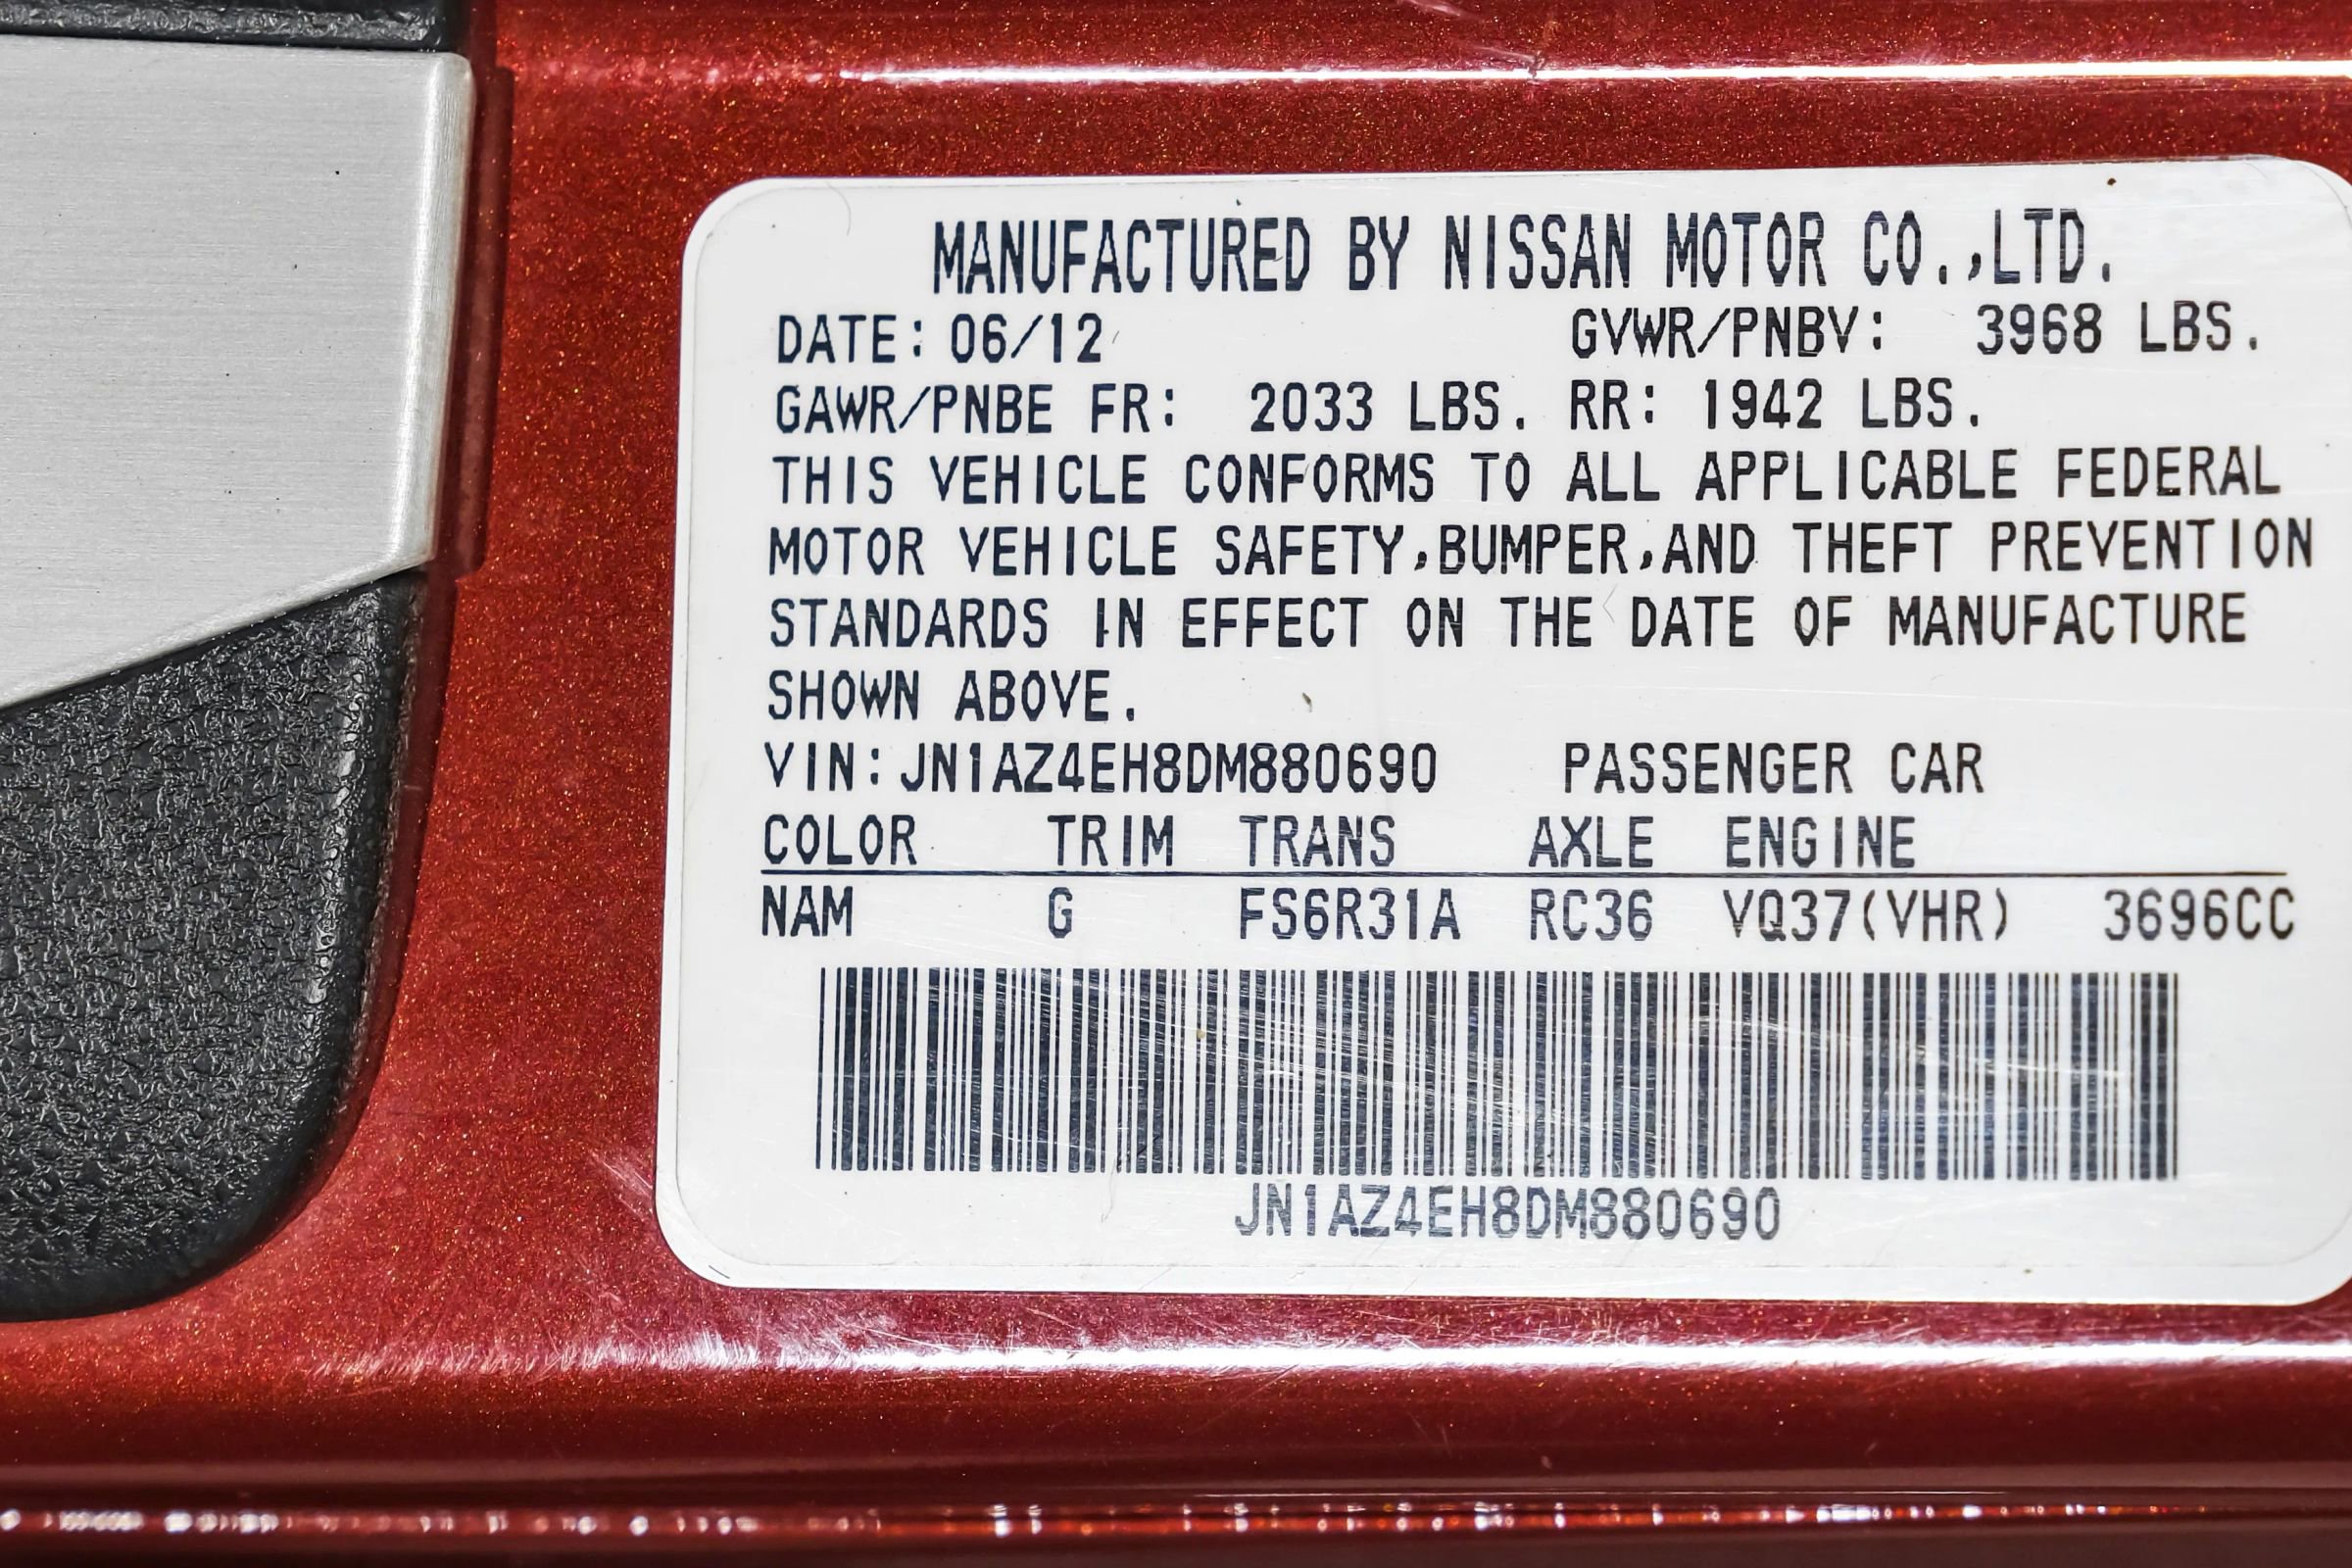 MANUFACTURED BY NISSAN MOTOR CO.,LTD.
DATE: 06/12 GVWR/PNBV: 3968 LBS.
GAWR/PNBE FR: 2033 LBS. RR: 1942 LBS.
THIS VEHICLE CONFORMS TO ALL APPLICABLE FEDERAL
MOTOR VEHICLE SAFETY,BUMPER,AND THEFT PREVENTION
STANDARDS IN EFFECT ON THE DATE OF MANUFACTURE
SHOWN ABOVE.
VIN:JN1AZ4EH8DM880690 PASSENGER CAR
COLOR TRIM TRANS AXLE ENGINE
NAM G FS6R31A RC36 VQ37(VHR) 3696CC
JN1AZ4EH8DM880690